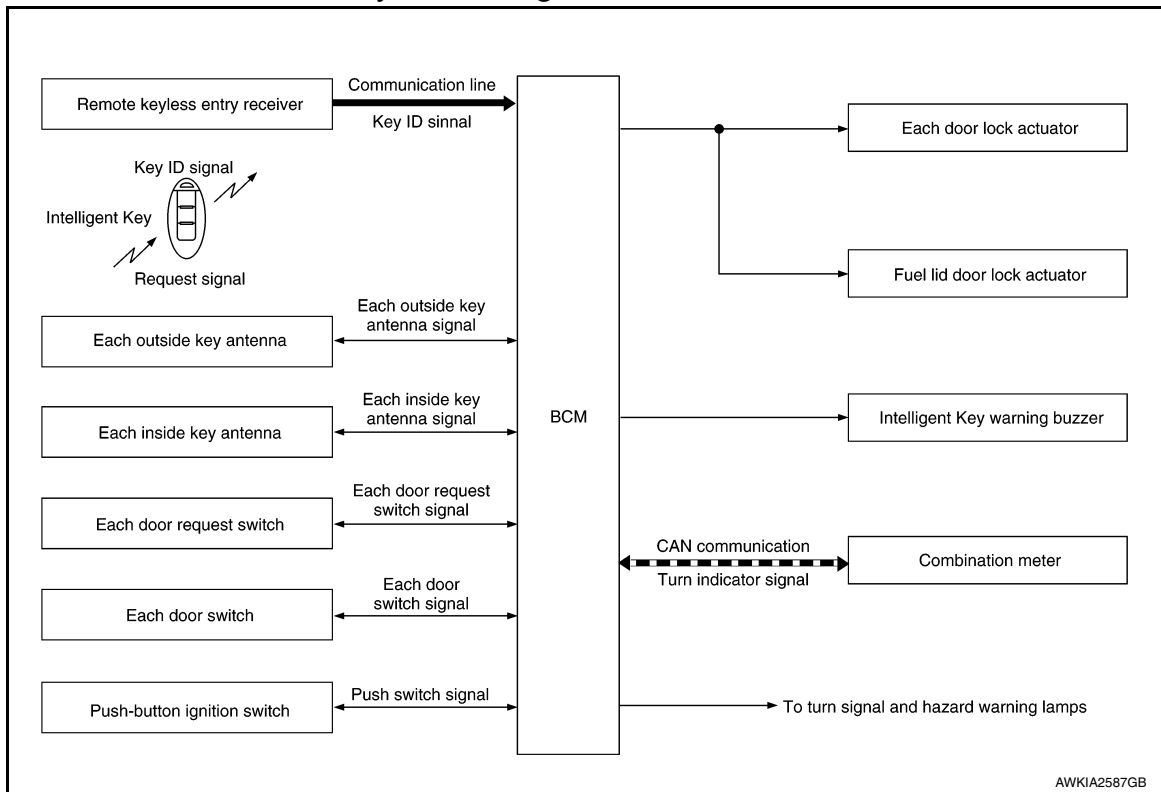 Remote keyless entry receiver
Communication line
Key ID sinnal
Key ID signal
Intelligent Key
Request signal
Each outside key antenna
Each outside key
antenna signal
Each inside key antenna
Each inside key
antenna signal
Each door request switch
Each door request
switch signal
Each door switch
Each door
switch signal
Push-button ignition switch
Push switch signal
BCM
Each door lock actuator
Fuel lid door lock actuator
Intelligent Key warning buzzer
CAN communication
Turn indicator signal
Combination meter
To turn signal and hazard warning lamps
AWKIA2587GB